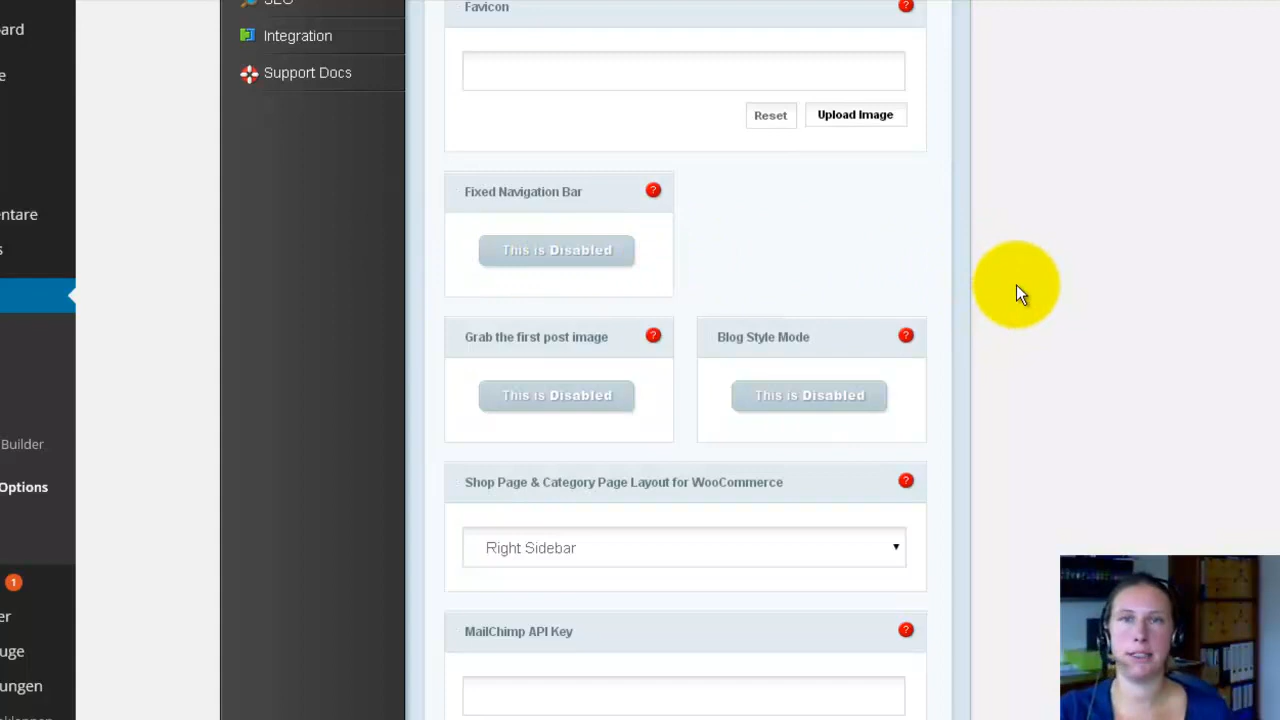 ard
e
entare
s
Builder
Options
1
er
uge
ungen
SEO
Integration
Support Docs
Favicon
?
Reset
Upload Image
Fixed Navigation Bar
?
This is Disabled
Grab the first post image
?
This is Disabled
Blog Style Mode
?
This is Disabled
Shop Page & Category Page Layout for WooCommerce
?
Right Sidebar
MailChimp API Key
?